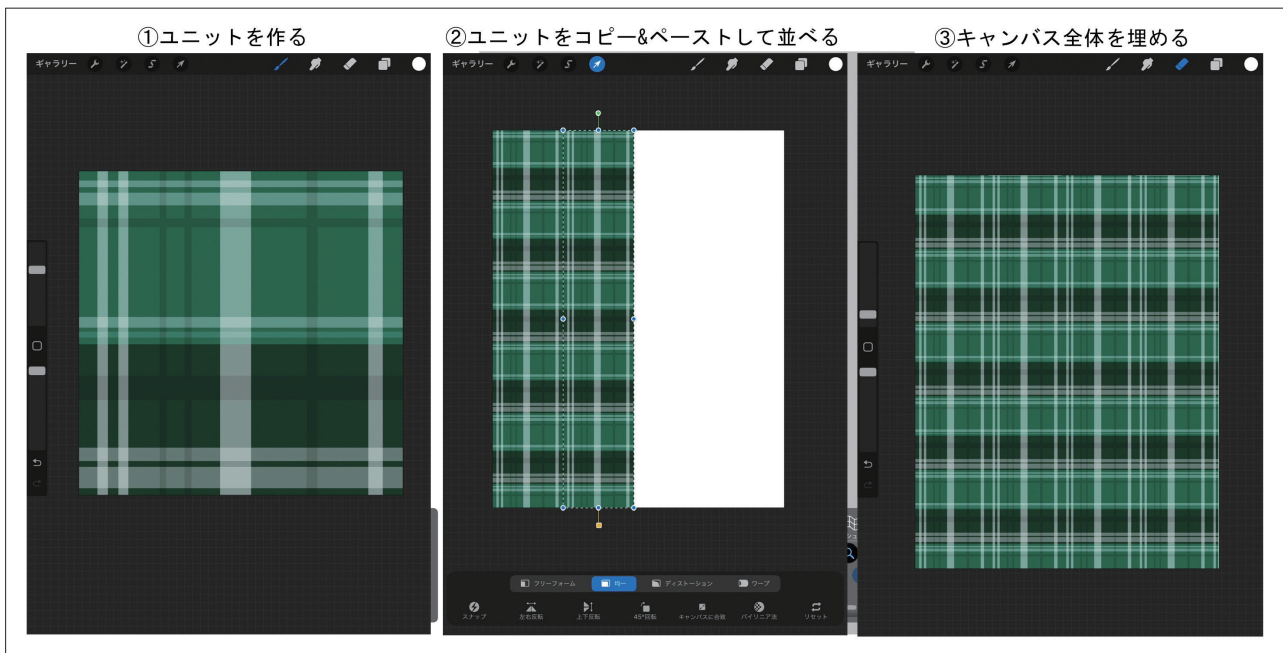 ①ユニットを作る
②ユニットをコピー&ペーストして並べる
③キャンバス全体を埋める
ギャラリー
ギャラリー
ギャラリー
フリーフォーム 均一 ディストーション ワープ
スナップ 左右反転 上下反転 45°回転 キャンバスに合致 バイリニア法 リセット